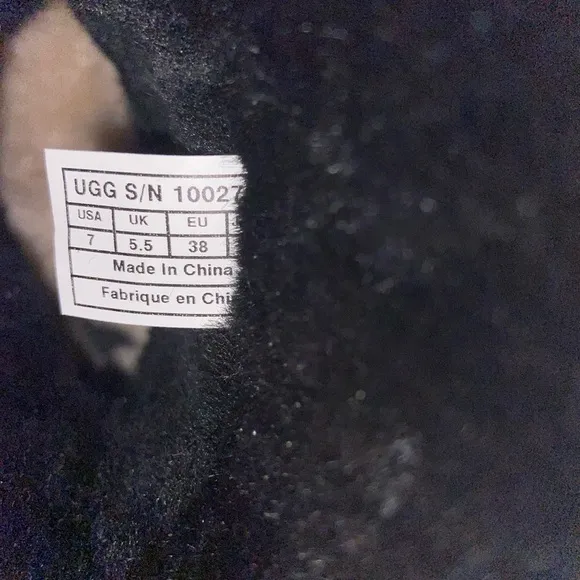 UGG S/N 10027
USA UK EU
7 5.5 38
Made In China
Fabrique en Chi